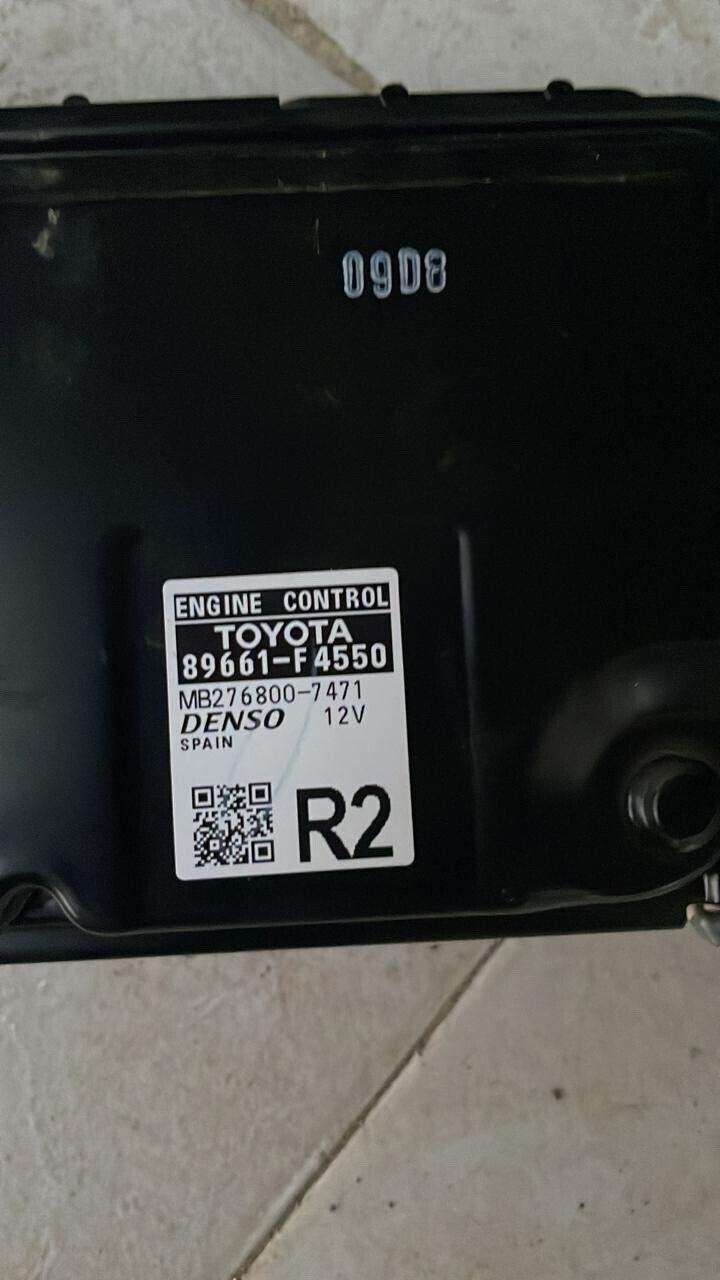 09D8
ENGINE CONTROL
TOYOTA
89661-F4550
MB276800-7471
DENSO 12V
SPAIN
R2